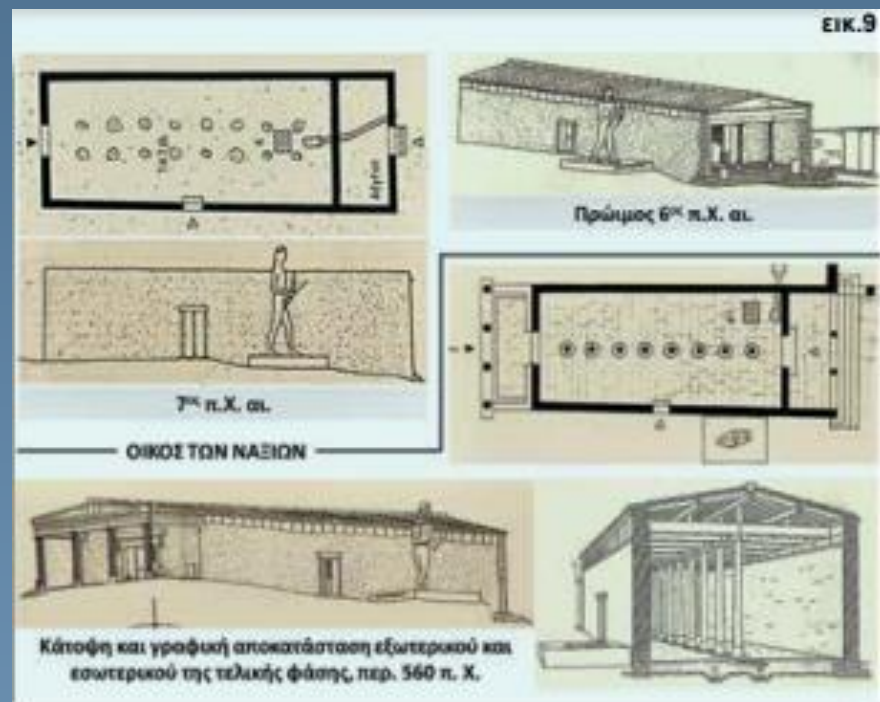 εικ.9
Πρώιμος 6ος π.Χ. αι.
7ος π.Χ. αι.
ΟΙΚΟΣ ΤΩΝ ΝΑΞΙΩΝ
Κάτοψη και γραφική αποκατάσταση εξωτερικού και
εσωτερικού της τελικής φάσης, περ. 560 π. Χ.